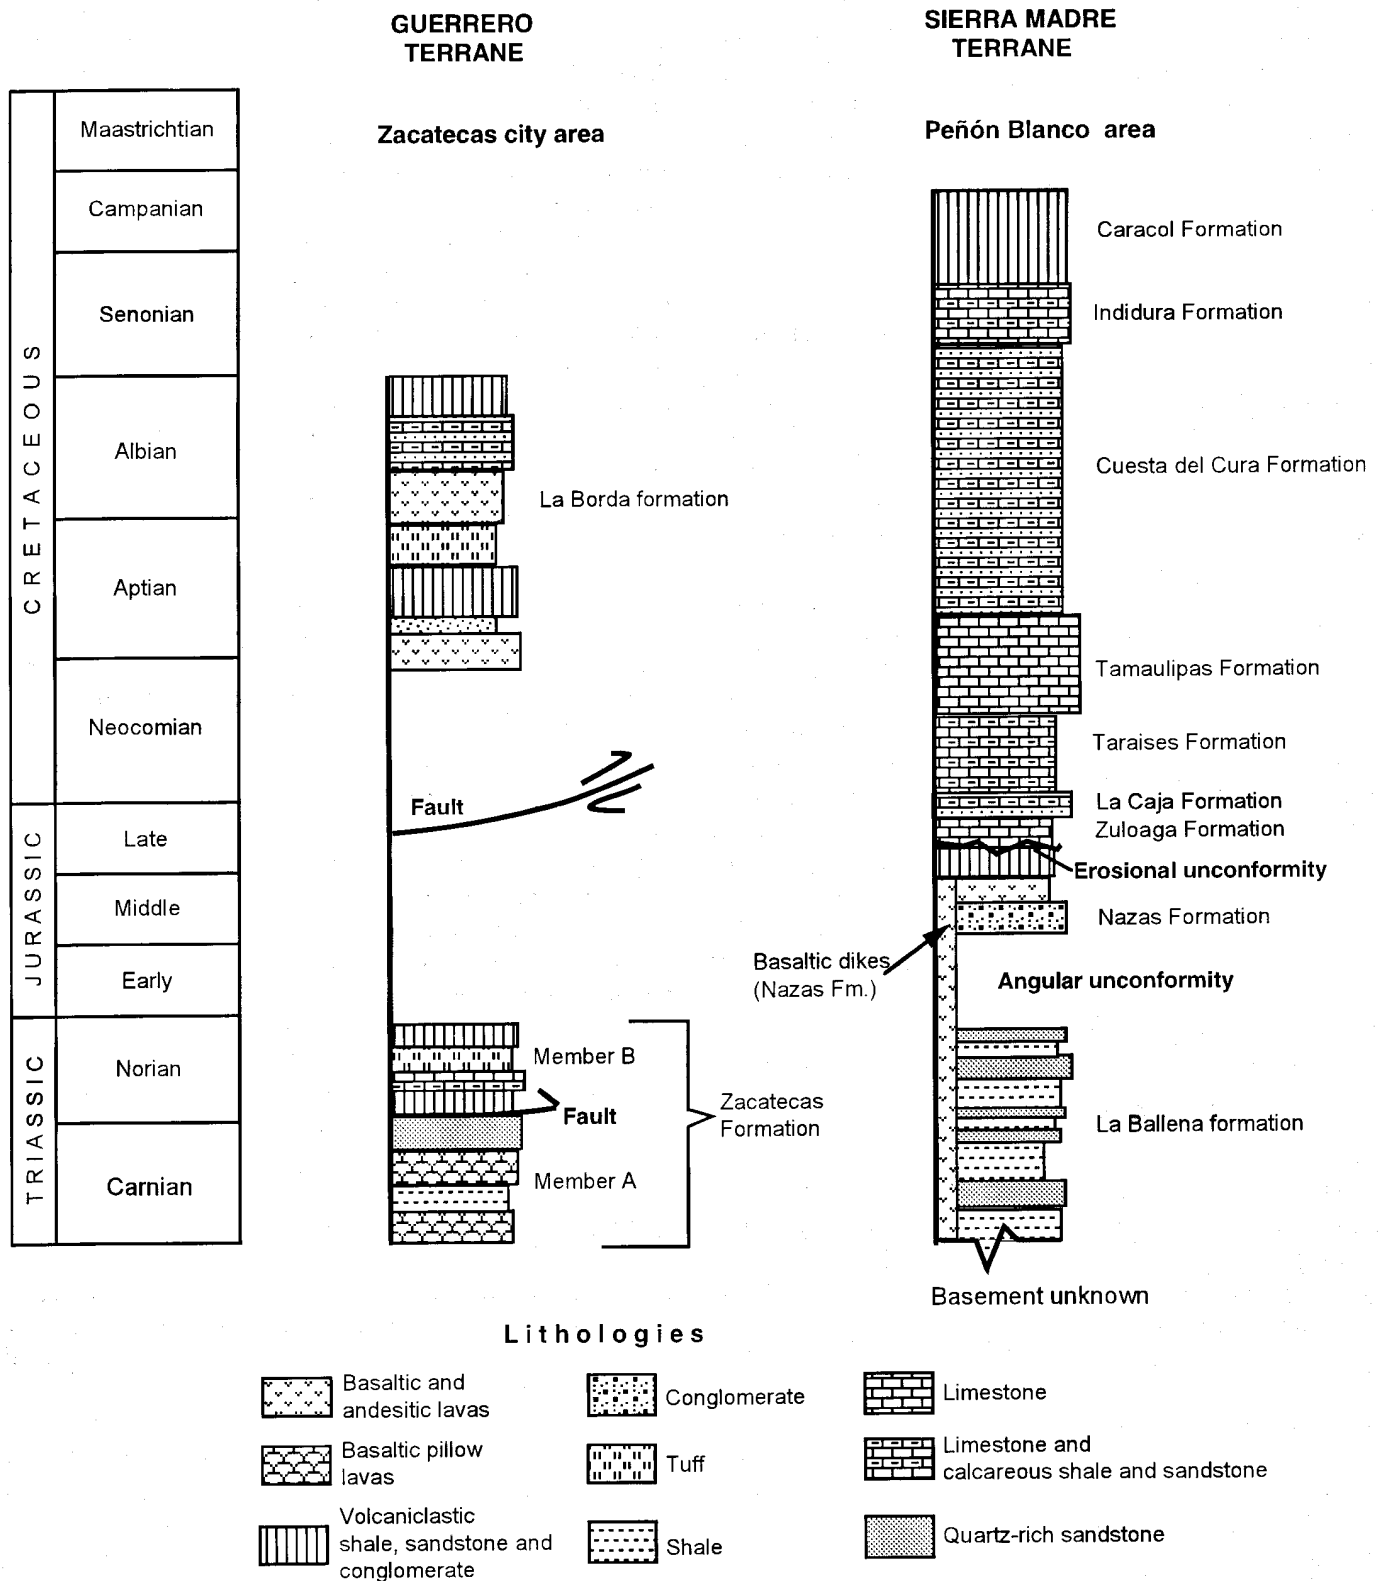 GUERRERO
TERRANE
SIERRA MADRE
TERRANE
Zacatecas city area
Peñón Blanco area
CRETACEOUS
Maastrichtian
Campanian
Senonian
Albian
Aptian
Neocomian
JURASSIC
Late
Middle
Early
TRIASSIC
Norian
Carnian
La Borda formation
Fault
Member B
Fault
Member A
Zacatecas
Formation
Caracol Formation
Indidura Formation
Cuesta del Cura Formation
Tamaulipas Formation
Taraises Formation
La Caja Formation
Zuloaga Formation
Erosional unconformity
Nazas Formation
Basaltic dikes
(Nazas Fm.)
Angular unconformity
La Ballena formation
Basement unknown
Lithologies
Basaltic and
andesitic lavas
Basaltic pillow
lavas
Volcaniclastic
shale, sandstone and
conglomerate
Conglomerate
Tuff
Shale
Limestone
Limestone and
calcareous shale and sandstone
Quartz-rich sandstone